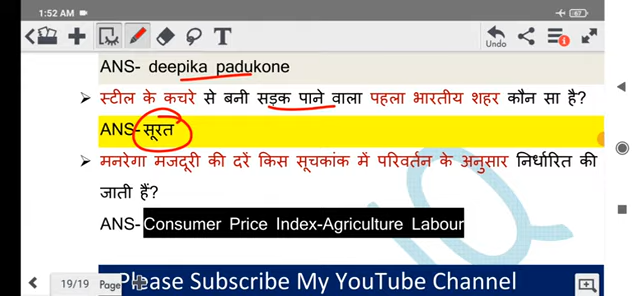 1:52 AM
67
Undo
ANS- deepika padukone
➢ स्टील के कचरे से बनी सड़क पाने वाला पहला भारतीय शहर कौन सा है?
ANS- सूरत
➢ मनरेगा मजदूरी की दरें किस सूचकांक में परिवर्तन के अनुसार निर्धारित की
जाती हैं?
ANS- Consumer Price Index-Agriculture Labour
Please Subscribe My YouTube Channel
19/19 Page